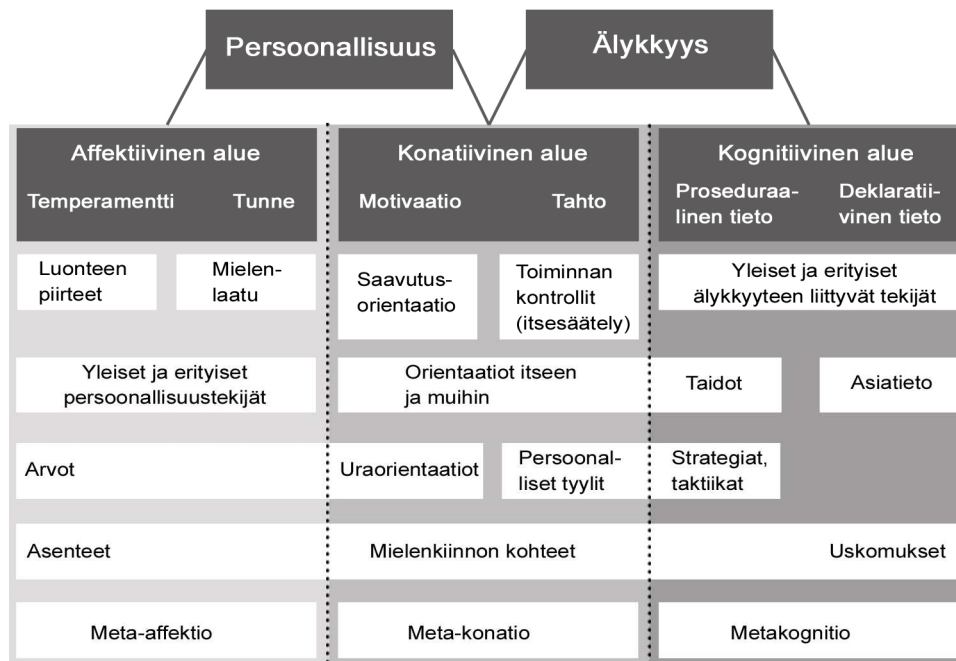 Persoonallisuus
Älykkyys
Affektiivinen alue
Temperamentti
Tunne
Konatiivinen alue
Motivaatio
Tahto
Kognitiivinen alue
Proseduraa-
linen tieto
Deklaratii-
vinen tieto
Luonteen
piirteet
Mielen-
laatu
Saavutus-
orientaatio
Toiminnan
kontrollit
(itsesäätely)
Yleiset ja erityiset
älykkyyteen liittyvät tekijät
Yleiset ja erityiset
persoonallisuustekijät
Orientaatiot itseen
ja muihin
Taidot
Asiatieto
Arvot
Uraorientaatiot
Persoonal-
liset tyylit
Strategiat,
taktiikat
Asenteet
Mielenkiinnon kohteet
Uskomukset
Meta-affektio
Meta-konatio
Metakognitio